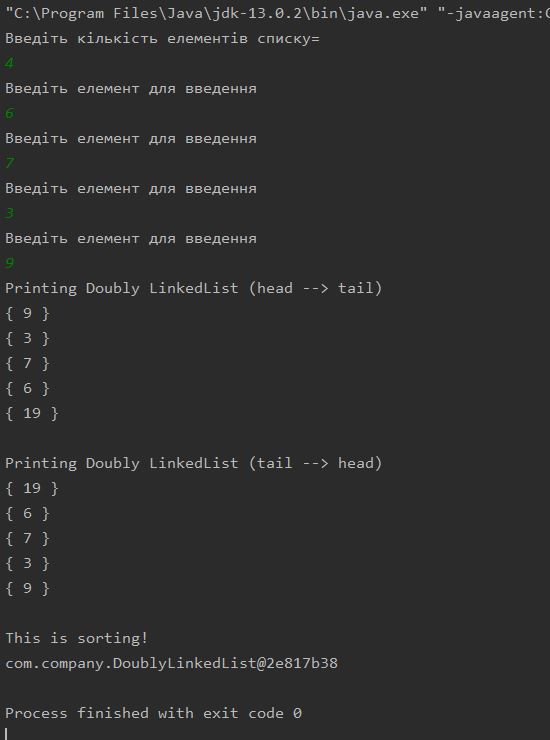 "C:\Program Files\Java\jdk-13.0.2\bin\java.exe" "-javaagent:C
Введіть кількість елементів списку=
4
Введіть елемент для введення
6
Введіть елемент для введення
7
Введіть елемент для введення
3
Введіть елемент для введення
9
Printing Doubly LinkedList (head --> tail)
{ 9 }
{ 3 }
{ 7 }
{ 6 }
{ 19 }
Printing Doubly LinkedList (tail --> head)
{ 19 }
{ 6 }
{ 7 }
{ 3 }
{ 9 }
This is sorting!
com.company.DoublyLinkedList@2e817b38
Process finished with exit code 0